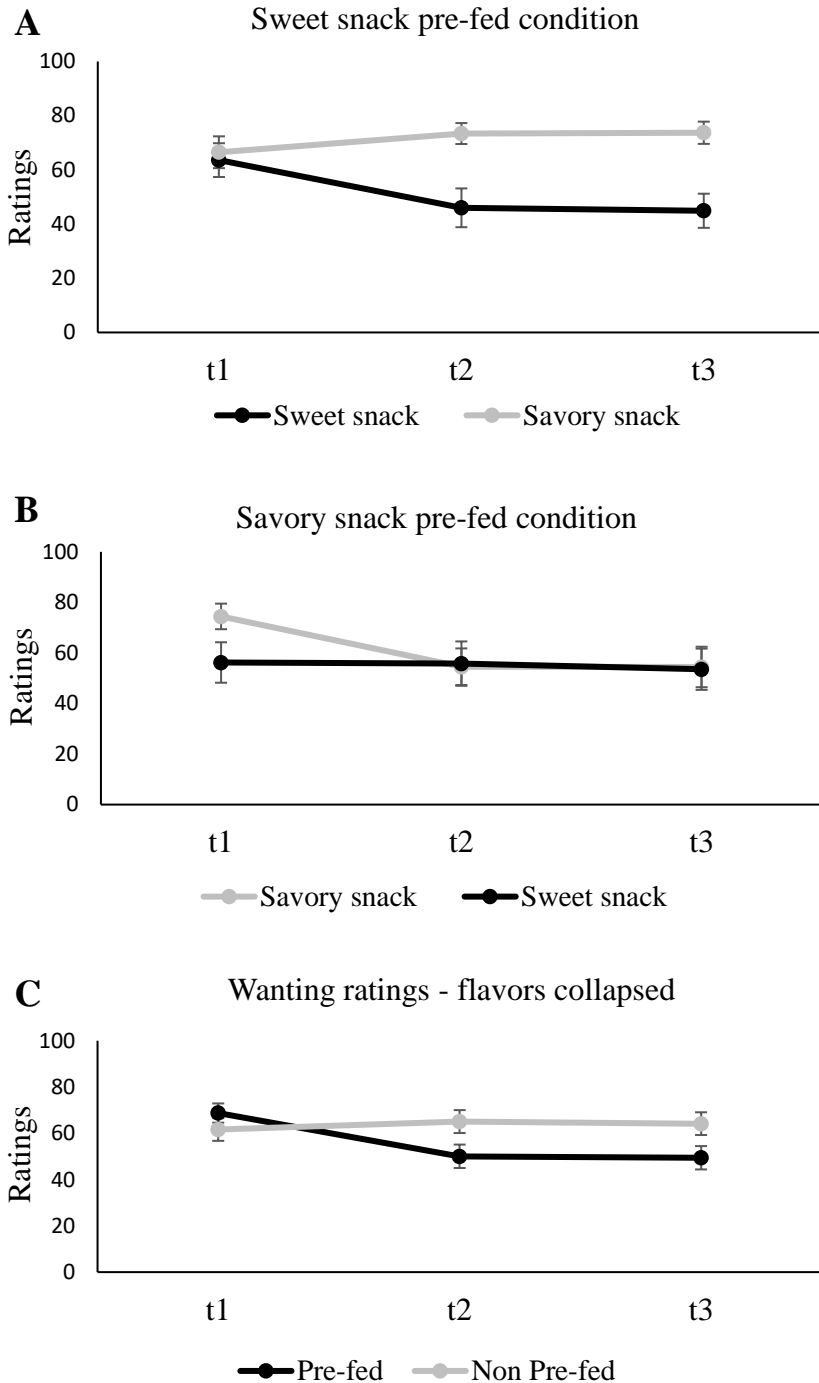 A
Sweet snack pre-fed condition
100
80
60
40
20
0
Ratings
t1 t2 t3
Sweet snack Savory snack
B
Savory snack pre-fed condition
100
80
60
40
20
0
Ratings
t1 t2 t3
Savory snack Sweet snack
C
Wanting ratings - flavors collapsed
100
80
60
40
20
0
Ratings
t1 t2 t3
Pre-fed Non Pre-fed